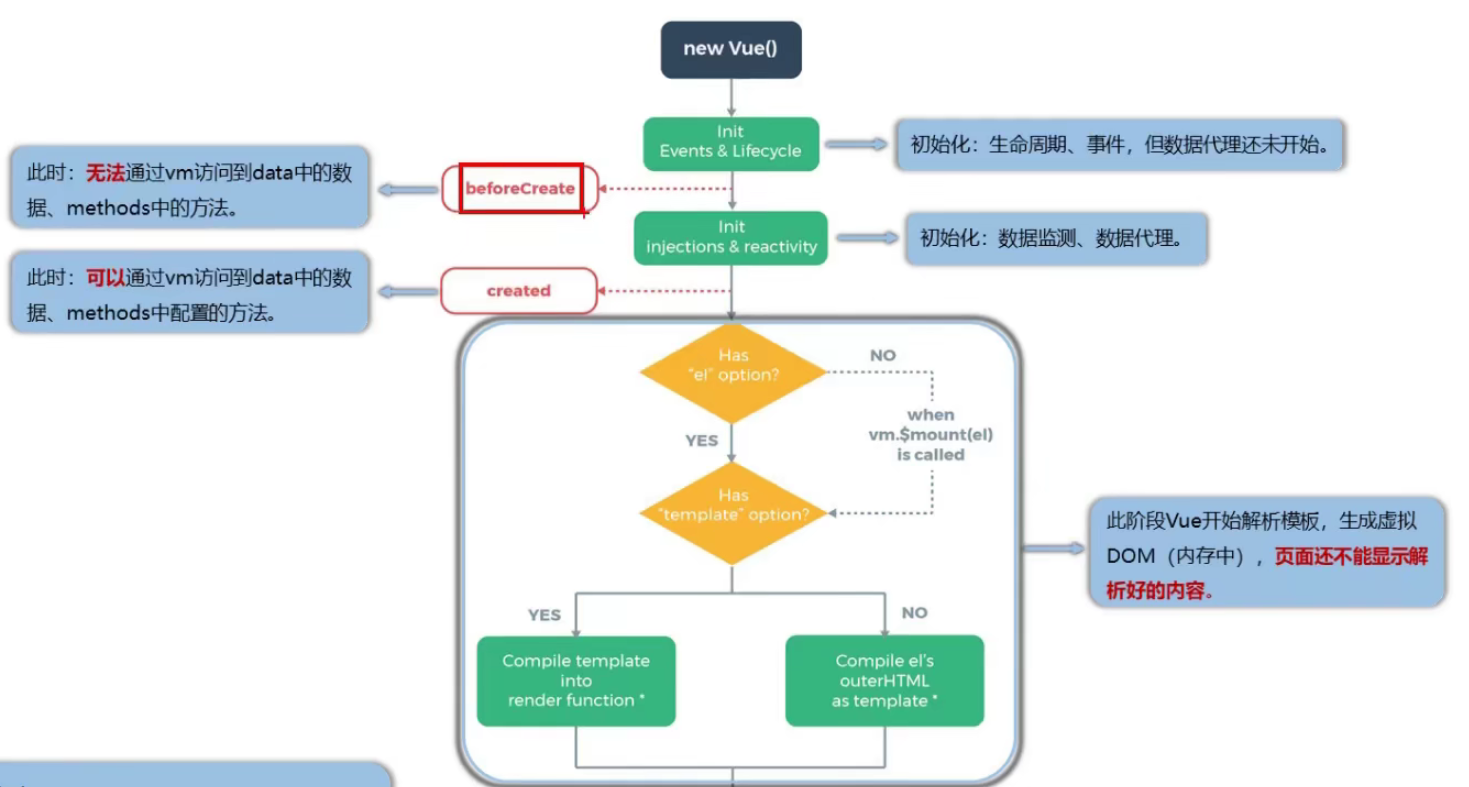 new Vue()
Init
Events & Lifecycle
初始化：生命周期、事件，但数据代理还未开始。
此时：无法通过vm访问到data中的数
据、methods中的方法。
beforeCreate
Init
injections & reactivity
初始化：数据监测、数据代理。
此时：可以通过vm访问到data中的数
据、methods中配置的方法。
created
Has
"el" option?
NO
when
vm.$mount(el)
is called
YES
Has
"template" option?
此阶段Vue开始解析模板，生成虚拟
DOM（内存中），页面还不能显示解
析好的内容。
YES
NO
Compile template
into
render function *
Compile el's
outerHTML
as template *